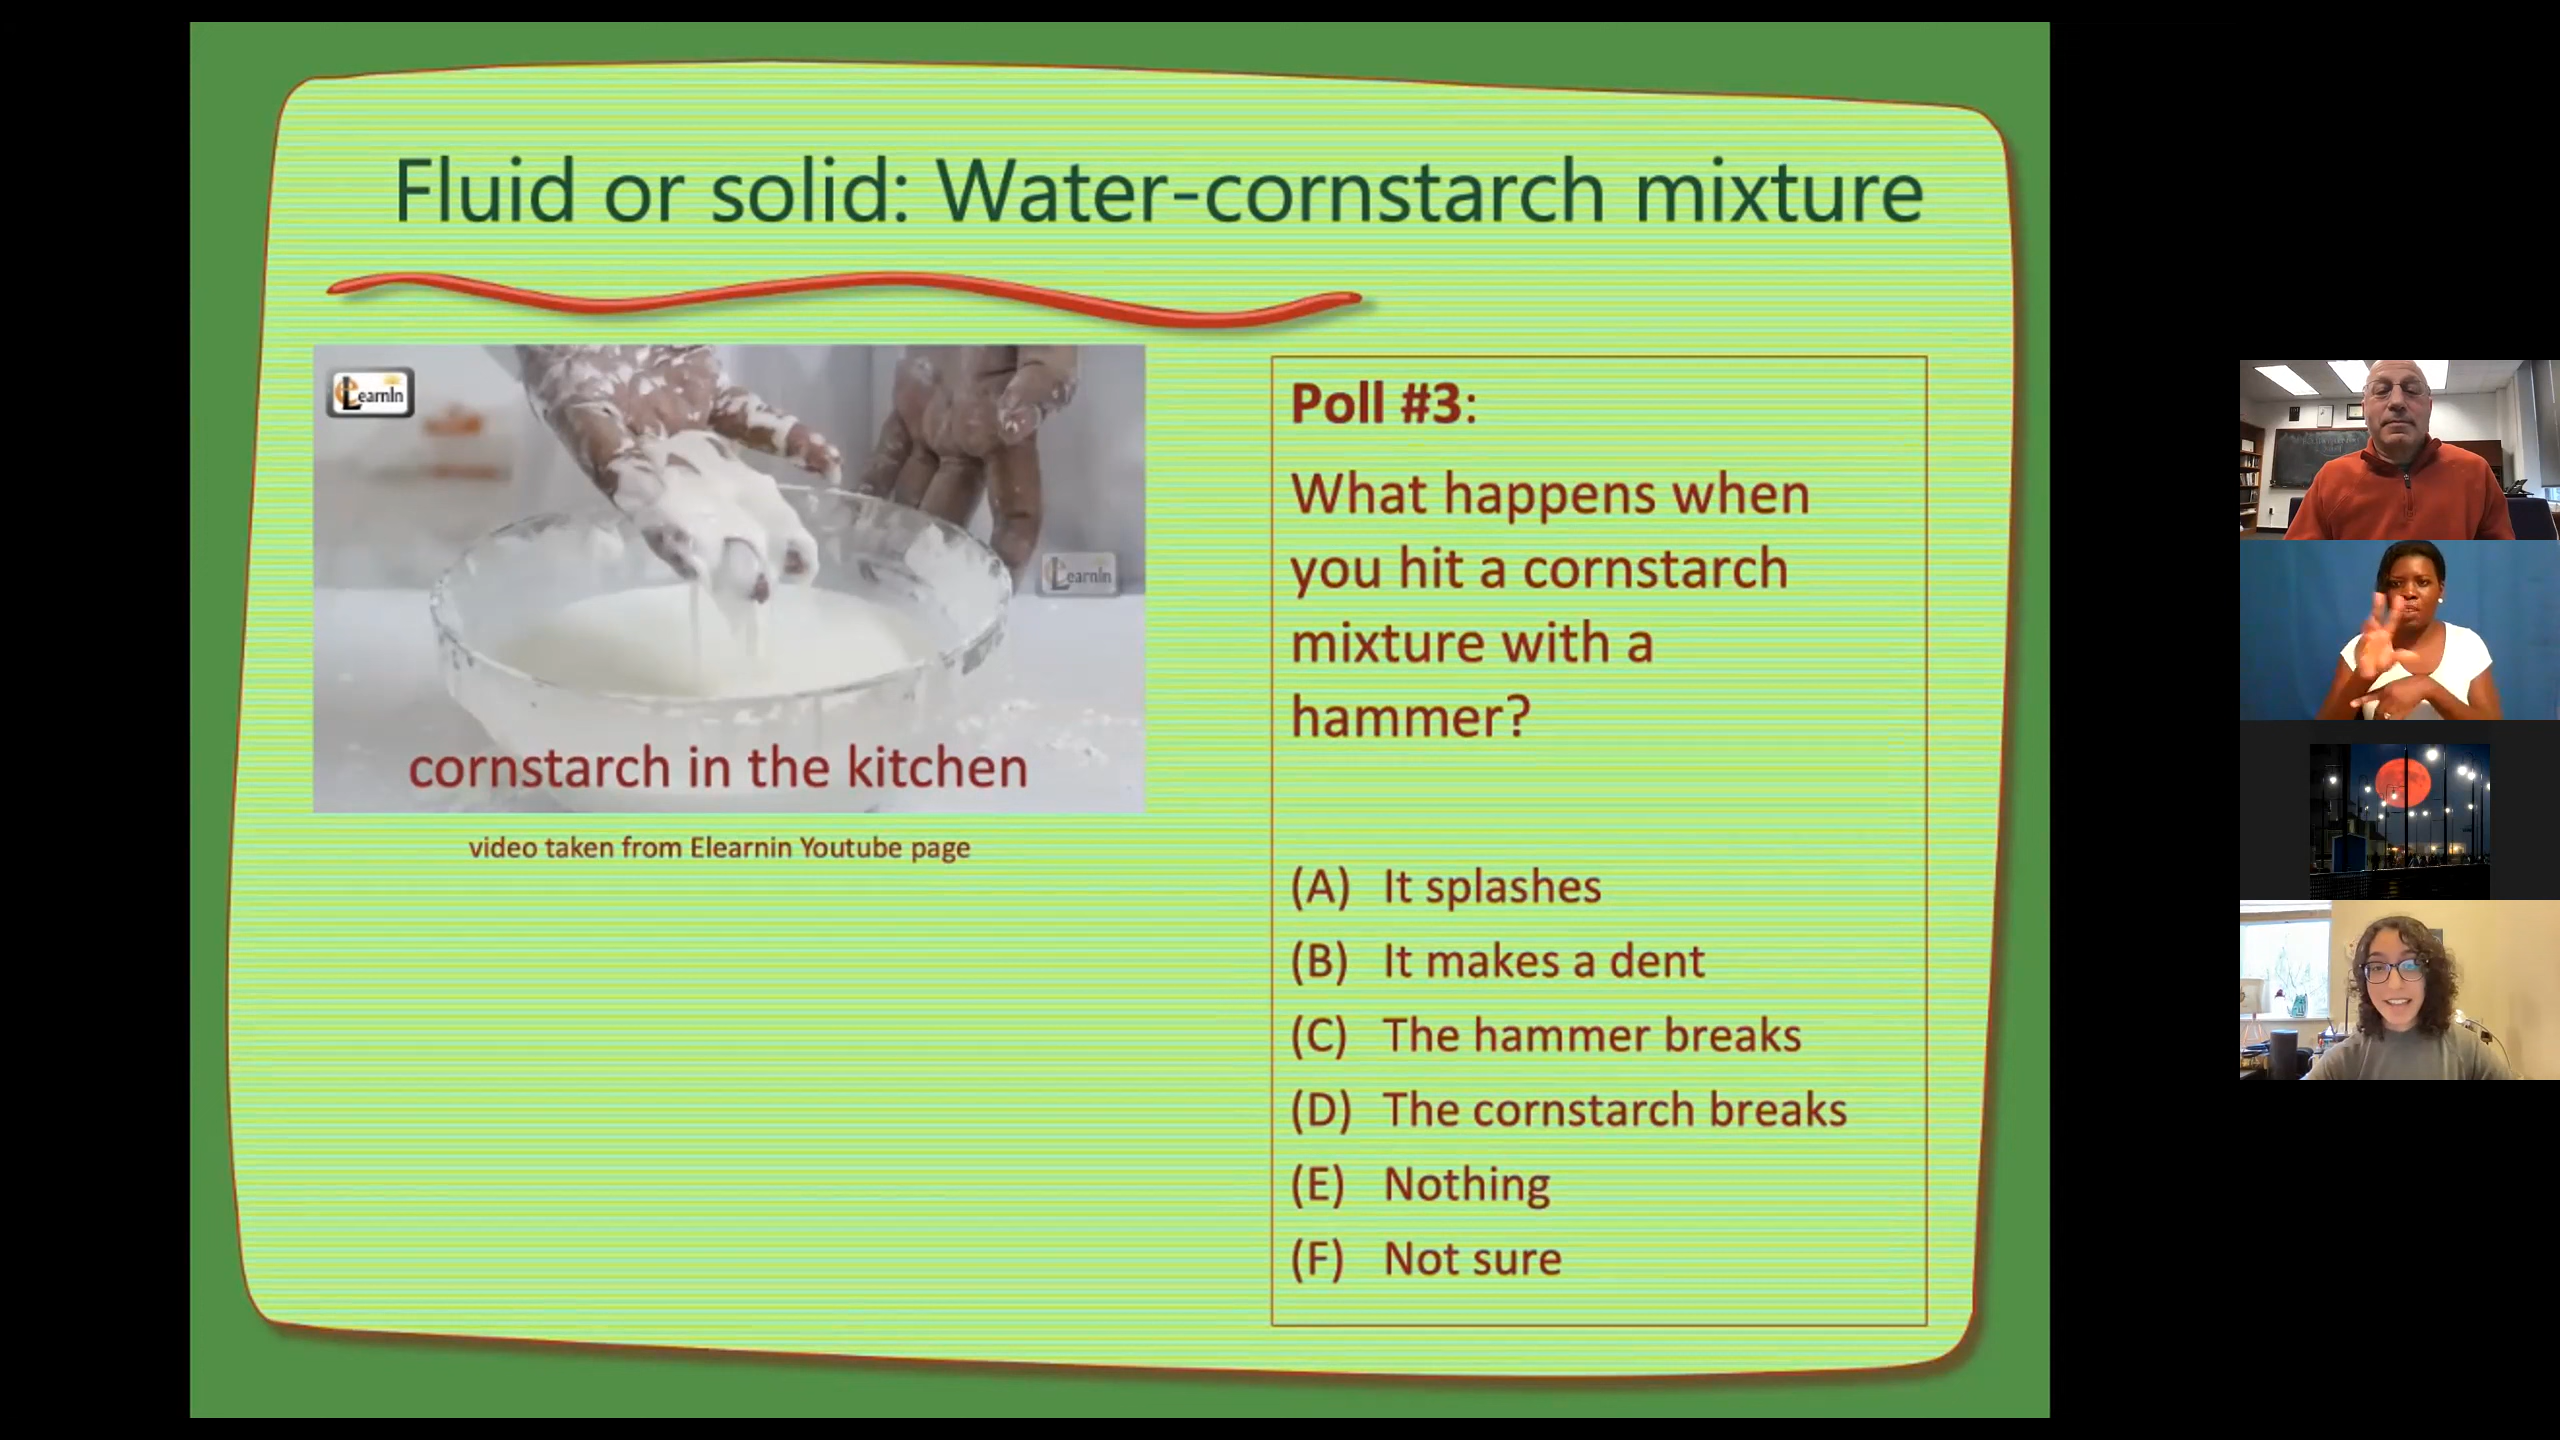 Fluid or solid: Water-cornstarch mixture
eLearnIn
eLearnIn
cornstarch in the kitchen
video taken from Elearnin Youtube page
Poll #3:
What happens when
you hit a cornstarch
mixture with a
hammer?
(A) It splashes
(B) It makes a dent
(C) The hammer breaks
(D) The cornstarch breaks
(E) Nothing
(F) Not sure